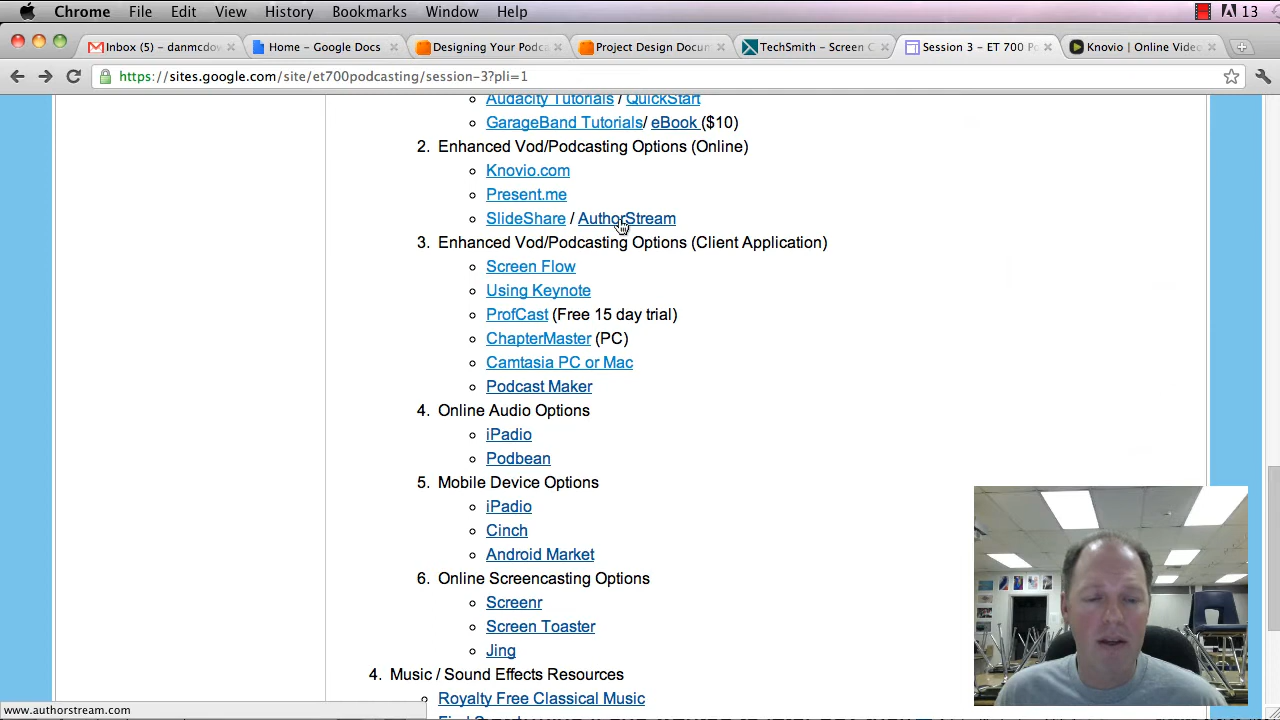 Chrome File Edit View History Bookmarks Window Help 13
Inbox (5) – danmcdov Home – Google Docs Designing Your Podca Project Design Docum Techsmith – Screen C Session 3 – ET 700 Po Knovio | Online Video
https://sites.google.com/site/et700podcasting/session-3?pli=1
Audacity Tutorials / QuickStart
GarageBand Tutorials/ eBook ($10)
2. Enhanced Vod/Podcasting Options (Online)
Knovio.com
Present.me
SlideShare / AuthorStream
3. Enhanced Vod/Podcasting Options (Client Application)
Screen Flow
Using Keynote
ProfCast (Free 15 day trial)
ChapterMaster (PC)
Camtasia PC or Mac
Podcast Maker
4. Online Audio Options
iPadio
Podbean
5. Mobile Device Options
iPadio
Cinch
Android Market
6. Online Screencasting Options
Screenr
Screen Toaster
Jing
4. Music / Sound Effects Resources
Royalty Free Classical Music
www.authorstream.com